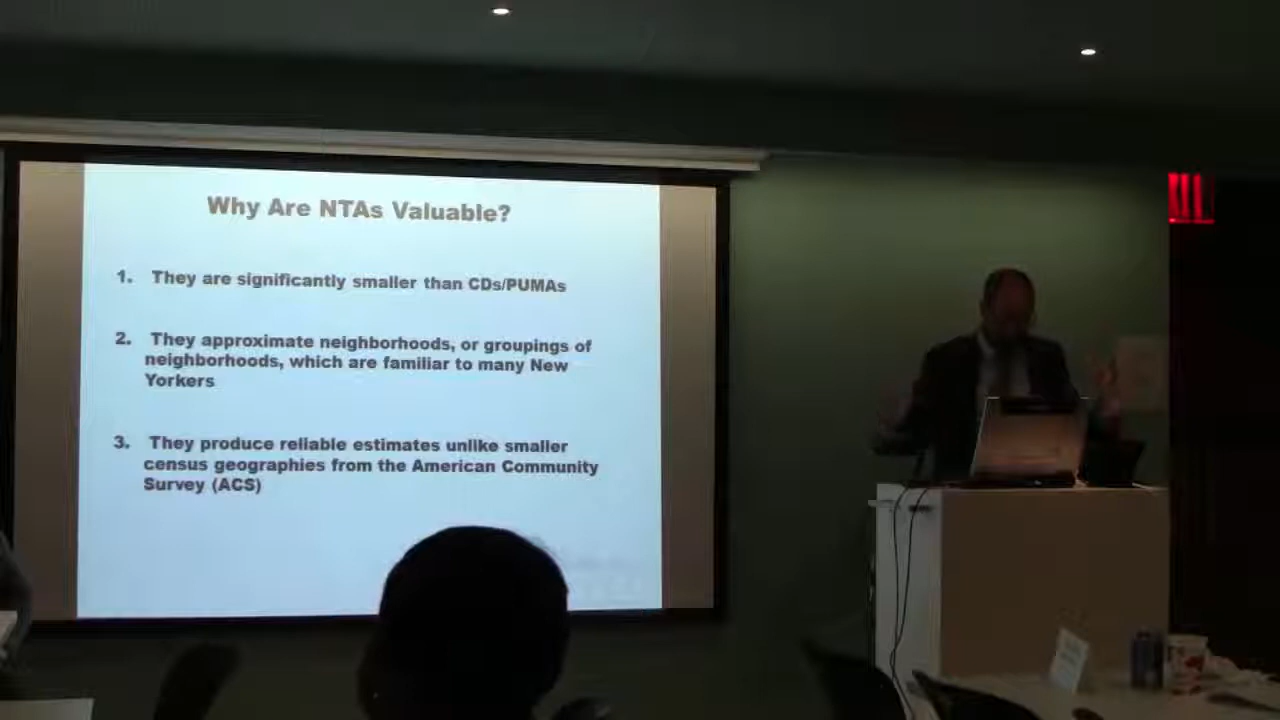 Why Are NTAs Valuable?
1. They are significantly smaller than CDs/PUMAs
2. They approximate neighborhoods, or groupings of
neighborhoods, which are familiar to many New
Yorkers
3. They produce reliable estimates unlike smaller
census geographies from the American Community
Survey (ACS)